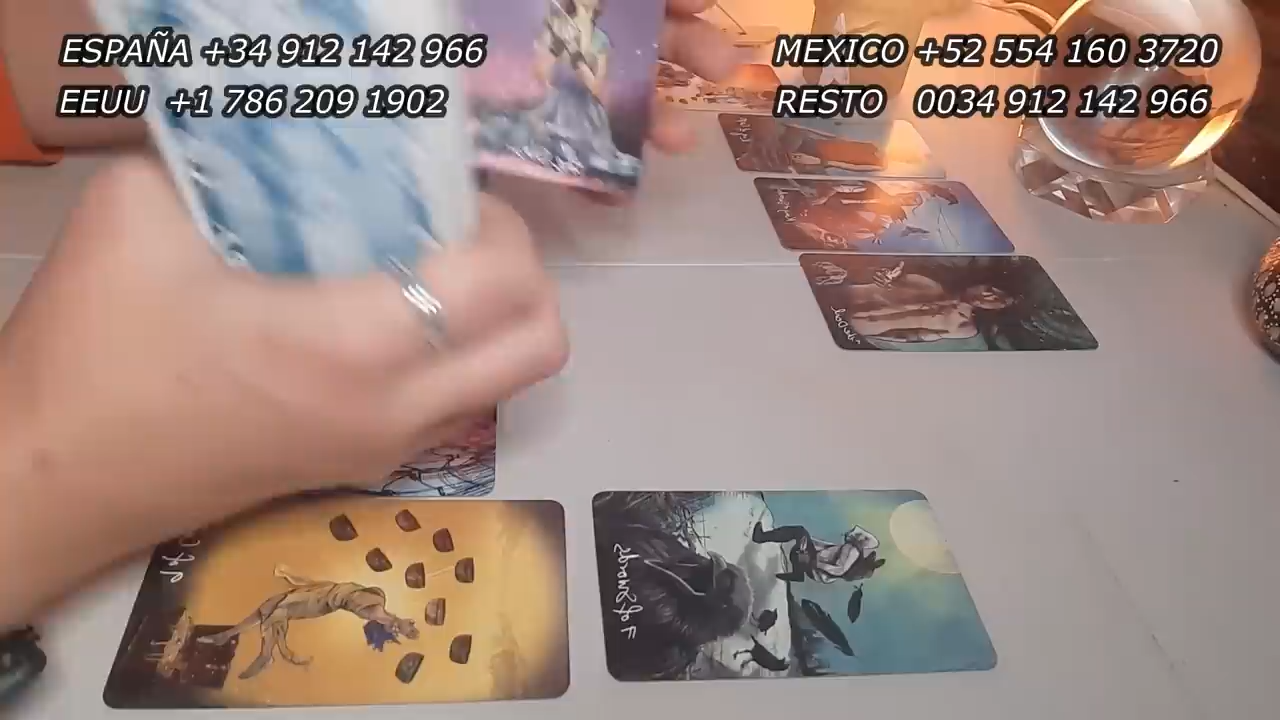 ESPAÑA +34 912 142 966
EEUU +1 786 209 1902
MEXICO +52 554 160 3720
RESTO 0034 912 142 966